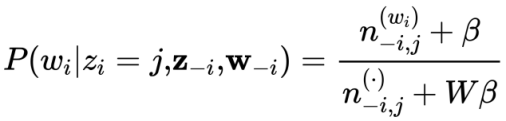 P(w_i|z_i = j, \mathbf{z}_{-i}, \mathbf{w}_{-i}) = \frac{n_{-i,j}^{(w_i)} + \beta}{n_{-i,j}^{(\cdot)} + W\beta}